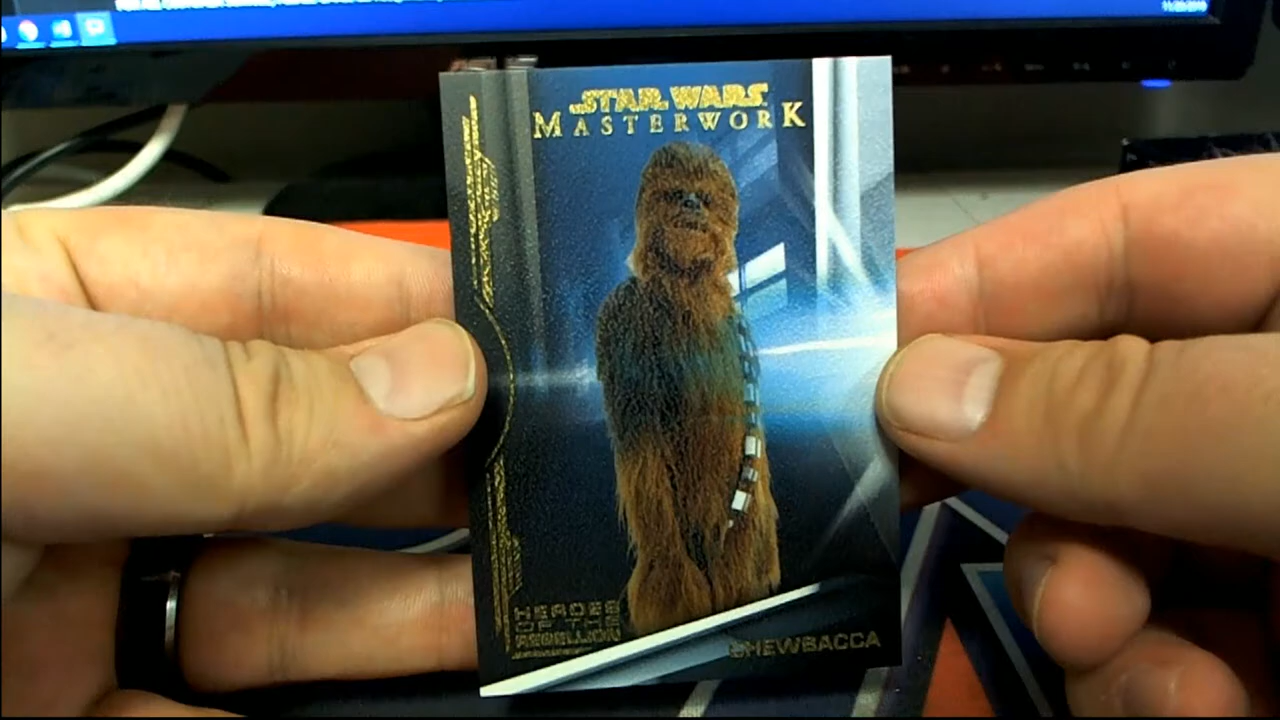 STAR WARS
MASTERWORK
HEROES
OF THE
REBELLION
CHEWBACCA